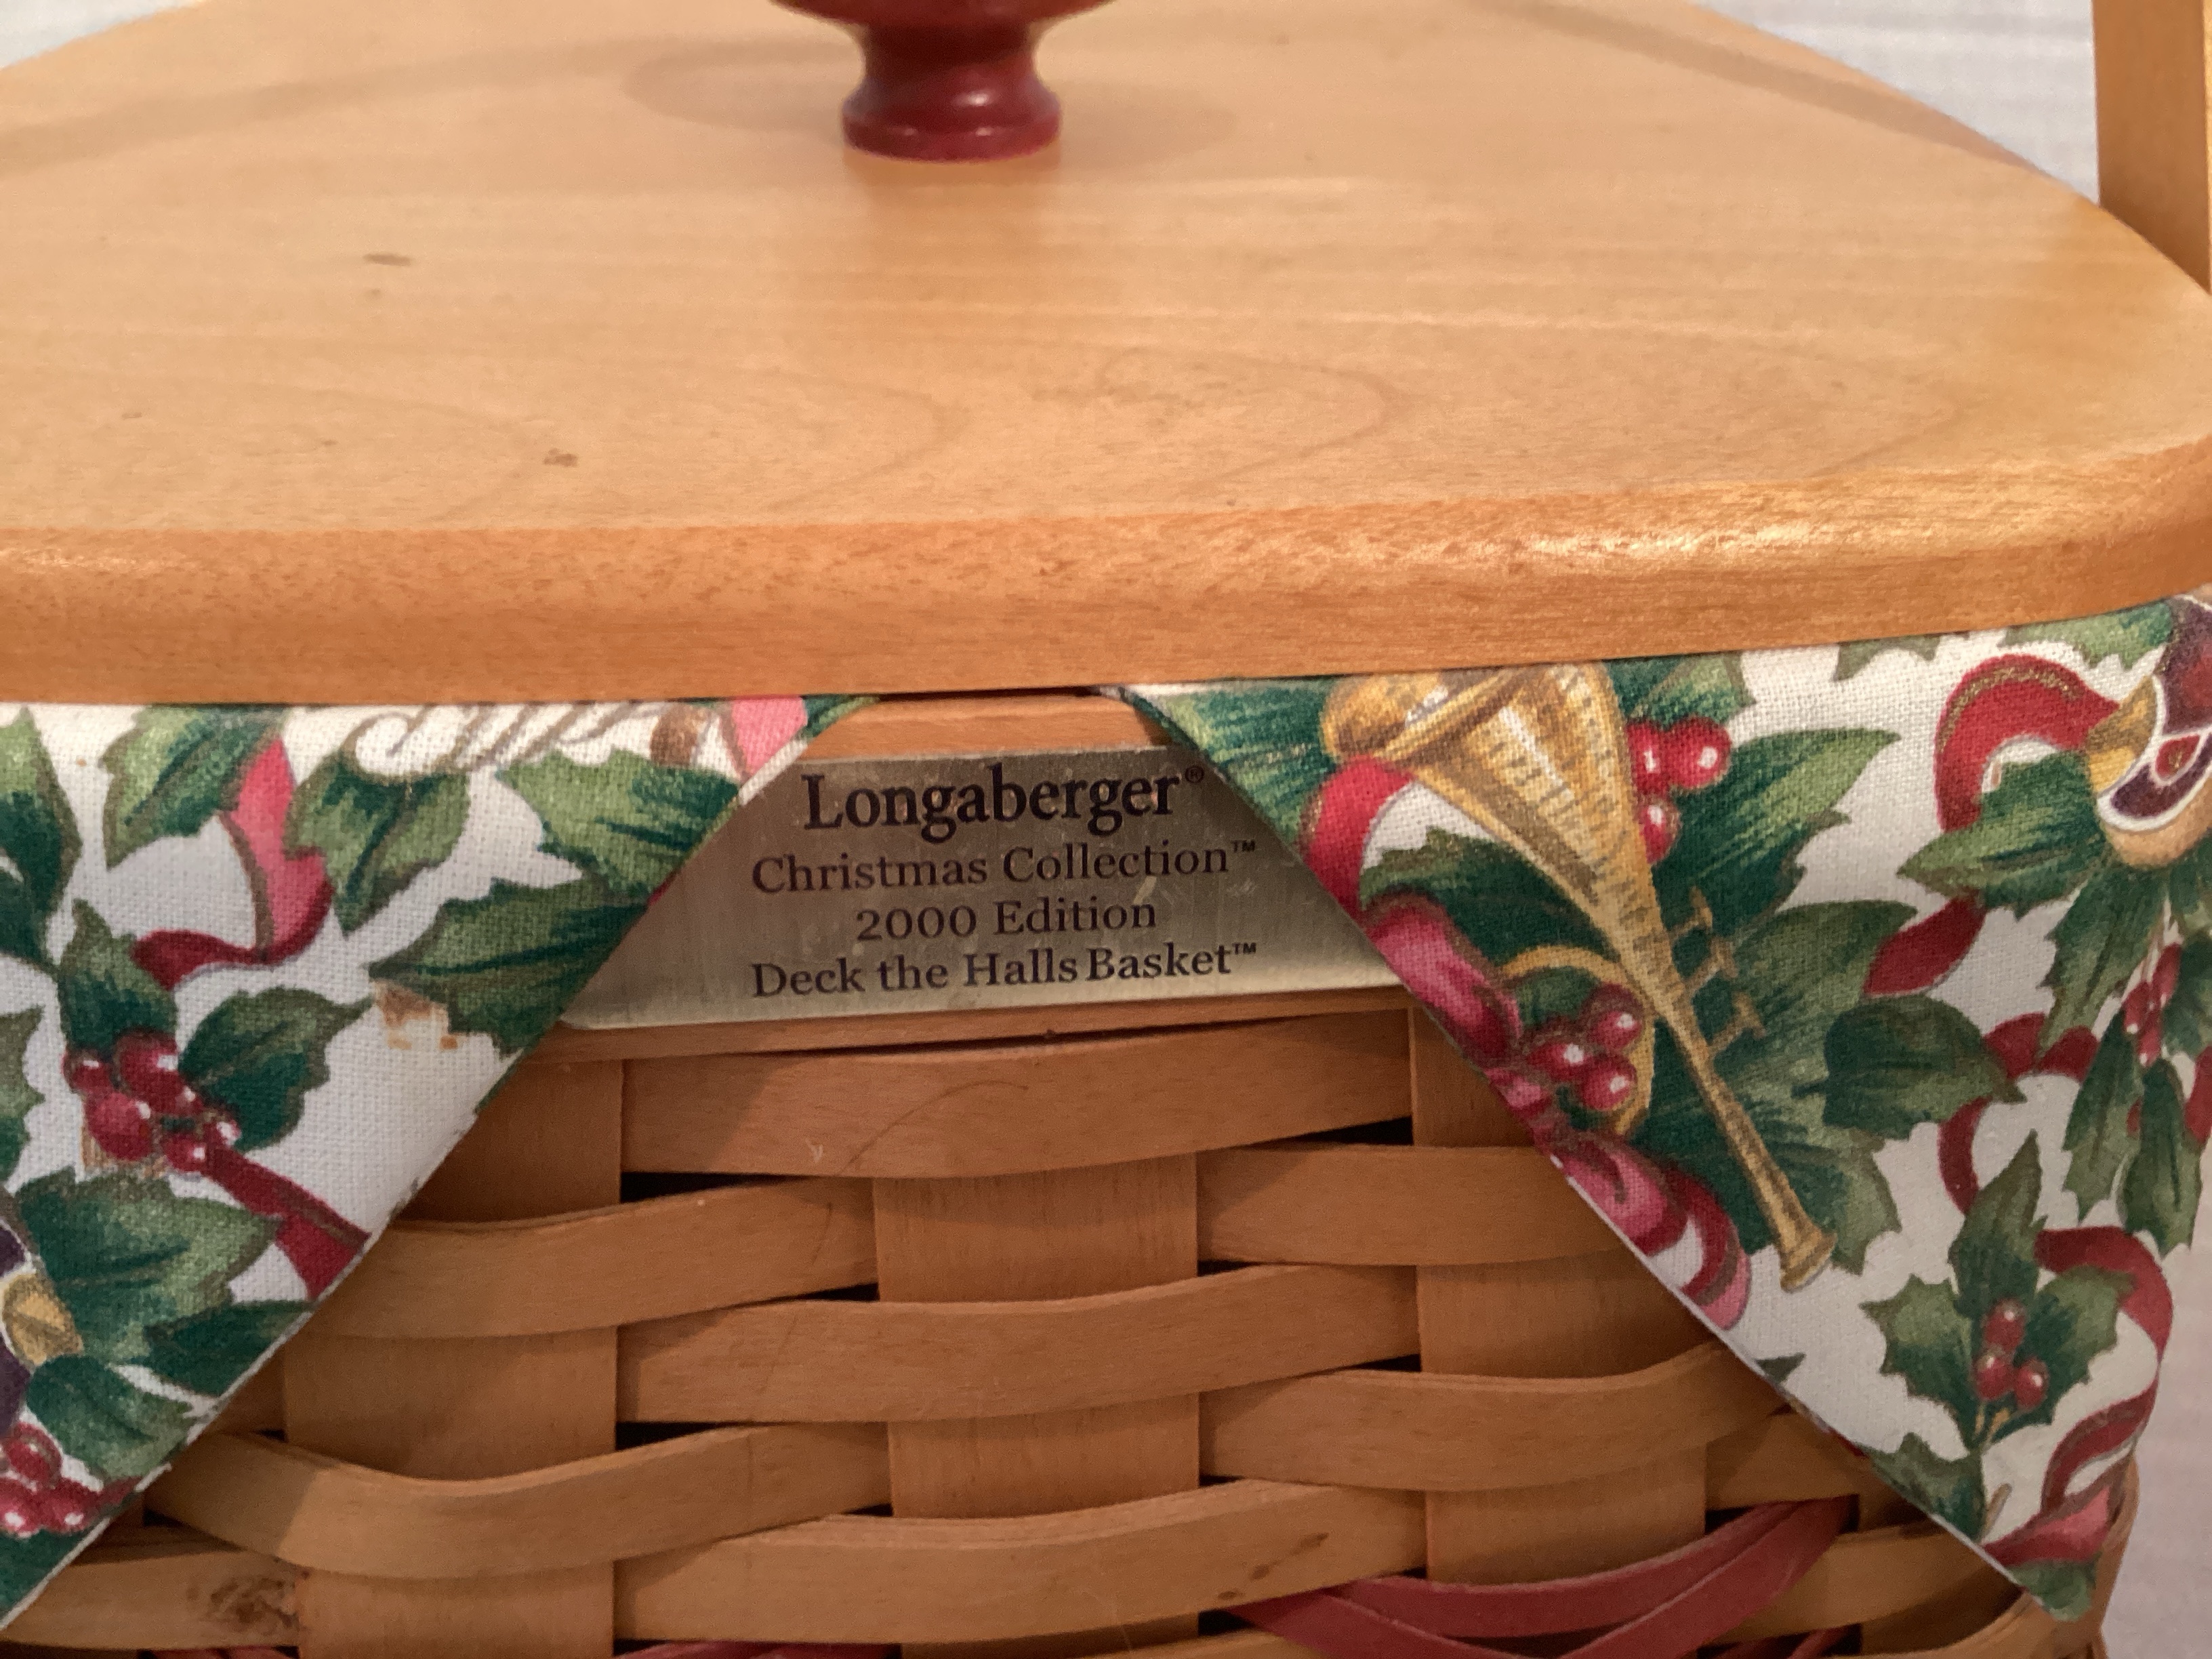 Longaberger®
Christmas Collection™
2000 Edition
Deck the Halls Basket™